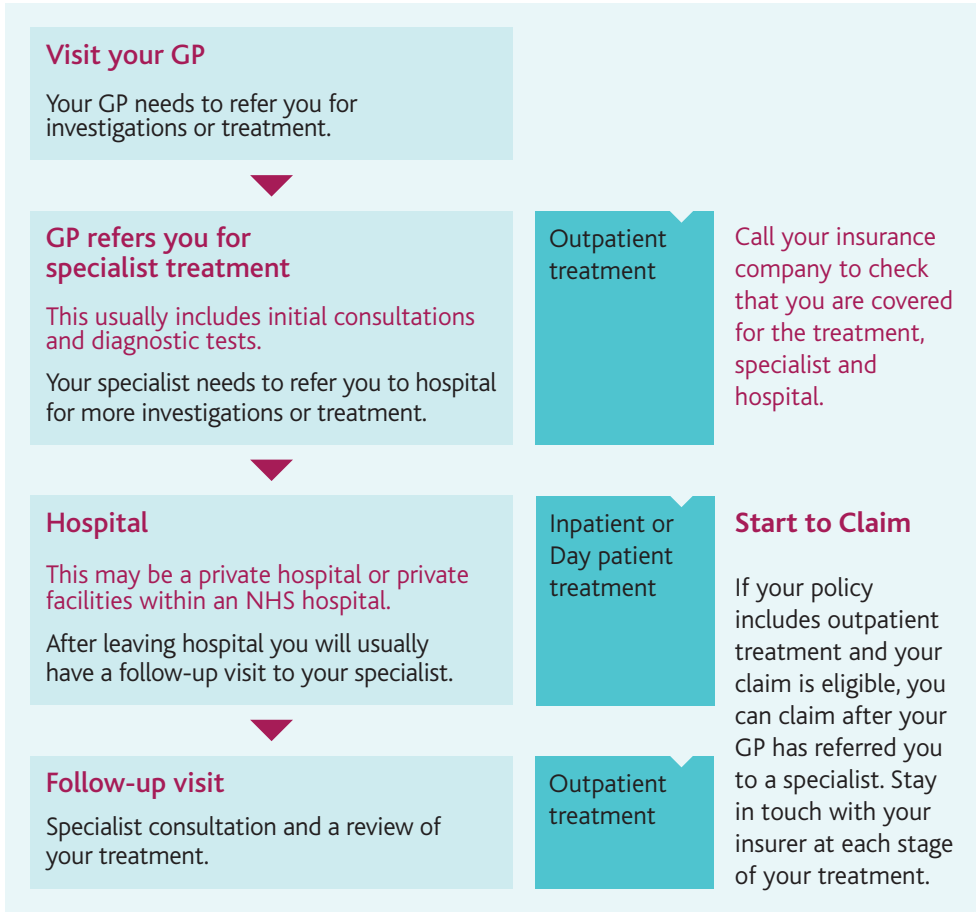 Visit your GP
Your GP needs to refer you for
investigations or treatment.
GP refers you for
specialist treatment
This usually includes initial consultations
and diagnostic tests.
Your specialist needs to refer you to hospital
for more investigations or treatment.
Outpatient
treatment
Call your insurance
company to check
that you are covered
for the treatment,
specialist and
hospital.
Hospital
This may be a private hospital or private
facilities within an NHS hospital.
After leaving hospital you will usually
have a follow-up visit to your specialist.
Inpatient or
Day patient
treatment
Start to Claim
If your policy
includes outpatient
treatment and your
claim is eligible, you
can claim after your
GP has referred you
to a specialist. Stay
in touch with your
insurer at each stage
of your treatment.
Follow-up visit
Specialist consultation and a review of
your treatment.
Outpatient
treatment